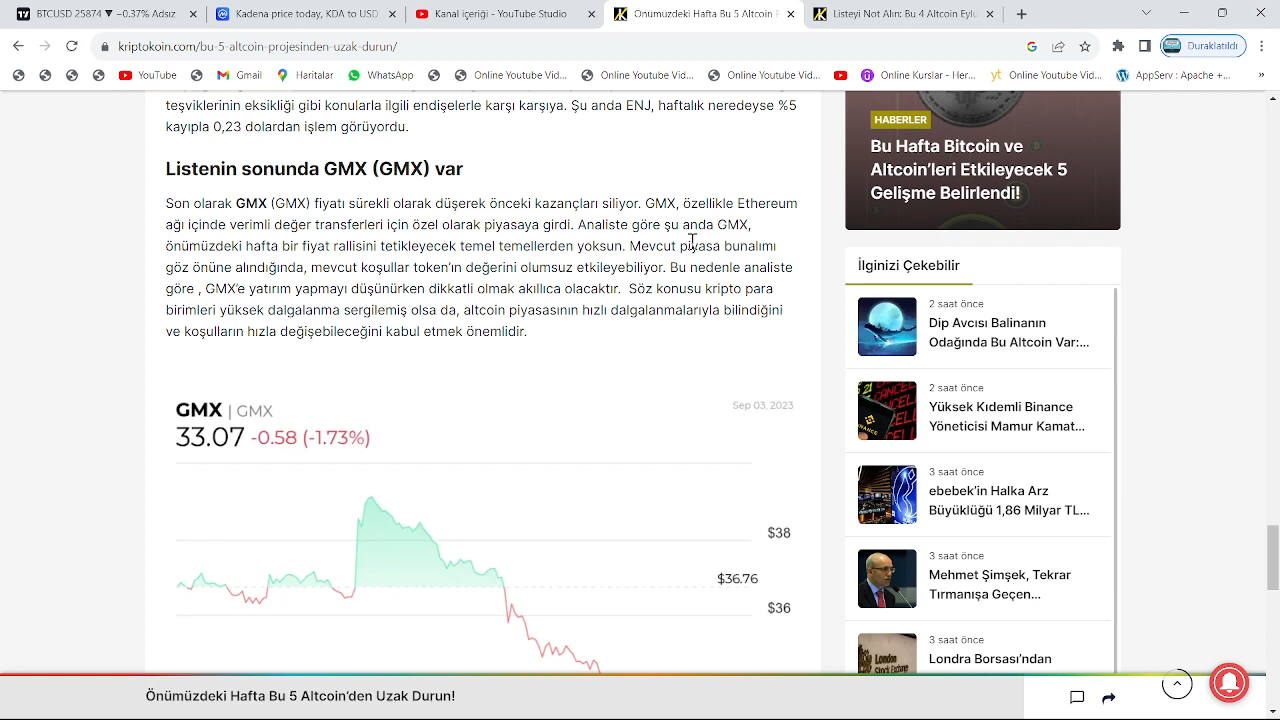 BTCUSD 25874 ▼ −0.37% Adsız
Kadena price today, KDA to USD
Kanal içeriği - YouTube Studio
Önümüzdeki Hafta Bu 5 Altcoin
Listeyi Not Alın: Bu 4 Altcoin Eylü
kriptokoin.com/bu-5-altcoin-projesinden-uzak-durun/
Duraklatıldı
YouTube
Gmail
Haritalar
WhatsApp
Online Youtube Vid...
Online Youtube Vid...
Online Youtube Vid...
Online Kurslar - Her...
Online Youtube Vid...
AppServ : Apache +...
teşviklerinin eksikliği gibi konularla ilgili endişelerle karşı karşıya. Şu anda ENJ, haftalık neredeyse %5
kayıpla 0,23 dolardan işlem görüyordu.
Listenin sonunda GMX (GMX) var
Son olarak GMX (GMX) fiyatı sürekli olarak düşerek önceki kazançları siliyor. GMX, özellikle Ethereum
ağı içinde verimli değer transferleri için özel olarak piyasaya girdi. Analiste göre şu anda GMX,
önümüzdeki hafta bir fiyat rallisini tetikleyecek temel temellerden yoksun. Mevcut piyasa bunalımı
göz önüne alındığında, mevcut koşullar token'ın değerini olumsuz etkileyebiliyor. Bu nedenle analiste
göre , GMX'e yatırım yapmayı düşünürken dikkatli olmak akıllıca olacaktır. Söz konusu kripto para
birimleri yüksek dalgalanma sergilemiş olsa da, altcoin piyasasının hızlı dalgalanmalarıyla bilindiğini
ve koşulların hızla değişebileceğini kabul etmek önemlidir.
GMX | GMX
Sep 03, 2023
33.07 -0.58 (-1.73%)
$38
$36.76
$36
HABERLER
Bu Hafta Bitcoin ve
Altcoin'leri Etkileyecek 5
Gelişme Belirlendi!
İlginizi Çekebilir
2 saat önce
Dip Avcısı Balinanın
Odağında Bu Altcoin Var:...
2 saat önce
Yüksek Kıdemli Binance
Yöneticisi Mamur Kamat...
3 saat önce
ebebek'in Halka Arz
Büyüklüğü 1,86 Milyar TL...
3 saat önce
Mehmet Şimşek, Tekrar
Tırmanışa Geçen...
3 saat önce
Londra Borsası'ndan
Önümüzdeki Hafta Bu 5 Altcoin'den Uzak Durun!